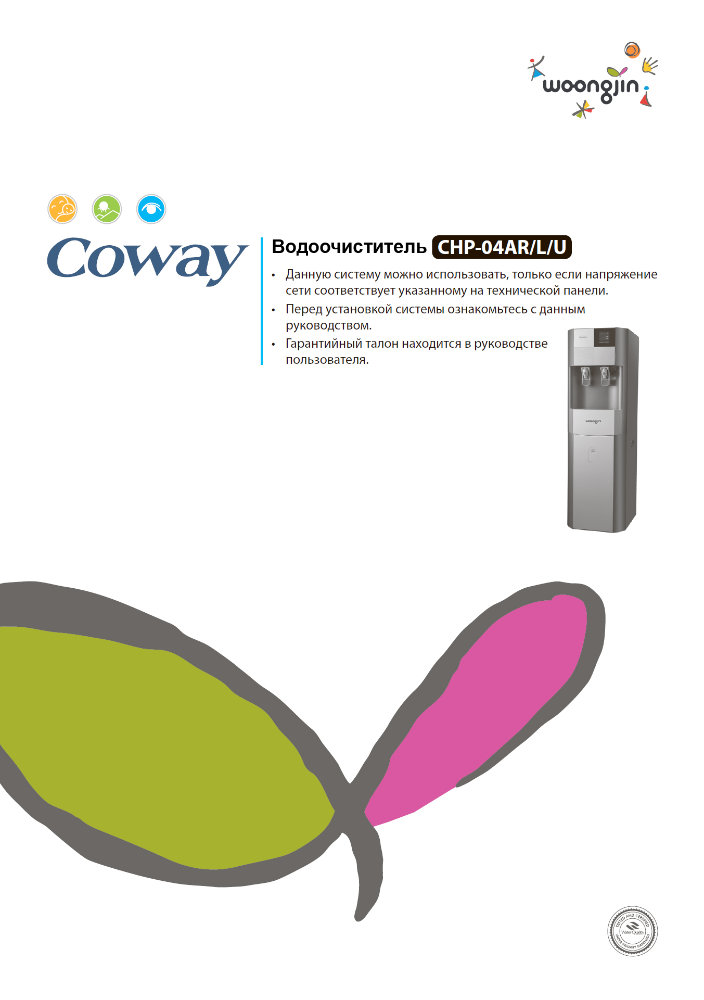 woongjin
Coway
Водоочиститель CHP-04AR/L/U
• Данную систему можно использовать, только если напряжение
сети соответствует указанному на технической панели.
• Перед установкой системы ознакомьтесь с данным
руководством.
• Гарантийный талон находится в руководстве
пользователя.
woongjin
TESTED AND CERTIFIED
Water Quality
UNDER INDUSTRY STANDARDS